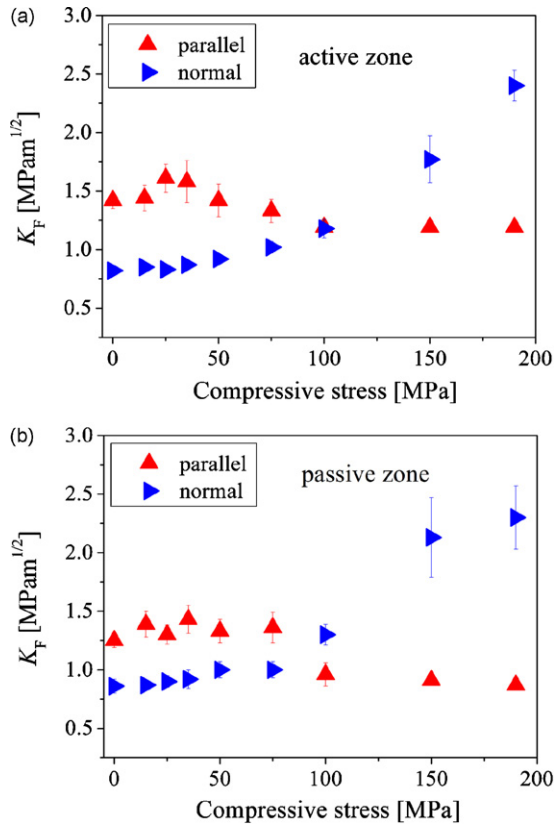 (a)
parallel
normal
active zone
3.0
2.5
2.0
1.5
1.0
0.5
K_F [MPam^1/2]
0 50 100 150 200
Compressive stress [MPa]
(b)
parallel
normal
passive zone
3.0
2.5
2.0
1.5
1.0
0.5
K_F [MPam^1/2]
0 50 100 150 200
Compressive stress [MPa]